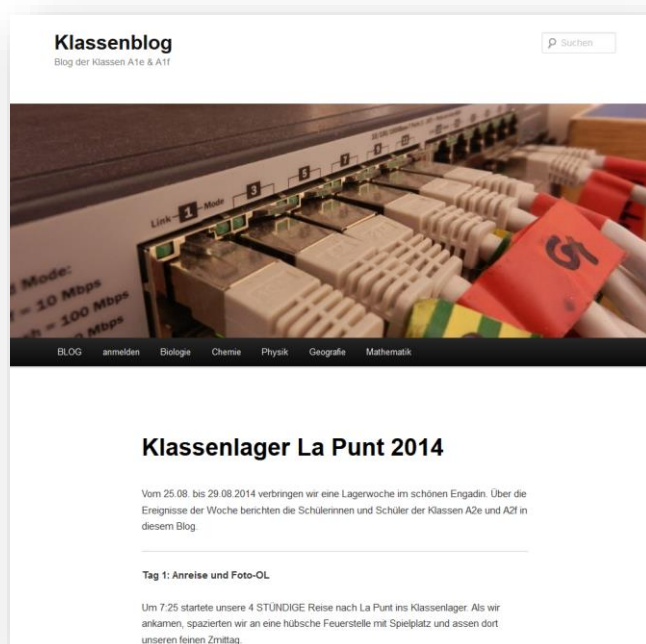 Klassenblog
Blog der Klassen A1e & A1f
Suchen
Link 1 Mode 3 5 7
Mode:
= 10 Mbps
= 100 Mbps
Mbps
5
BLOG anmelden Biologie Chemie Physik Geografie Mathematik
Klassenlager La Punt 2014
Vom 25.08. bis 29.08.2014 verbringen wir eine Lagerwoche im schönen Engadin. Über die
Ereignisse der Woche berichten die Schülerinnen und Schüler der Klassen A2e und A2f in
diesem Blog.
Tag 1: Anreise und Foto-OL
Um 7:25 startete unsere 4 STÜNDIGE Reise nach La Punt ins Klassenlager. Als wir
ankamen, spazierten wir an eine hübsche Feuerstelle mit Spielplatz und assen dort
unseren feinen Zmittag.